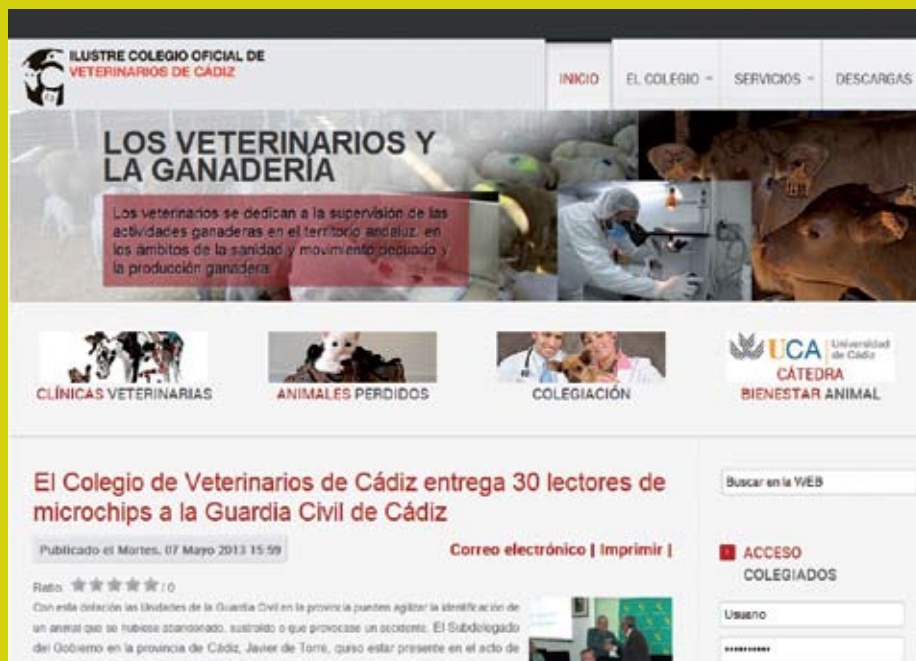 ILUSTRE COLEGIO OFICIAL DE
VETERINARIOS DE CÁDIZ
INICIO
EL COLEGIO
SERVICIOS
DESCARGAS
LOS VETERINARIOS Y
LA GANADERÍA
Los veterinarios se dedican a la supervisión de las
actividades ganaderas en el territorio andaluz, en
los ámbitos de la sanidad y movimiento pecuario y
la producción ganadera
CLÍNICAS VETERINARIAS
ANIMALES PERDIDOS
COLEGIACIÓN
UCA Universidad
de Cádiz
CÁTEDRA
BIENESTAR ANIMAL
El Colegio de Veterinarios de Cádiz entrega 30 lectores de
microchips a la Guardia Civil de Cádiz
Publicado el Martes, 07 Mayo 2013 15:59
Correo electrónico | Imprimir |
Ratio: / 0
Con esta dotación las Unidades de la Guardia Civil en la provincia pueden agilizar la identificación de
un animal que se hubiese abandonado, sustraído o que provocase un accidente. El Subdelegado
del Gobierno en la provincia de Cádiz, Javier de Torre, quiso estar presente en el acto de
Buscar en la WEB
ACCESO
COLEGIADOS
Usuario
••••••••••